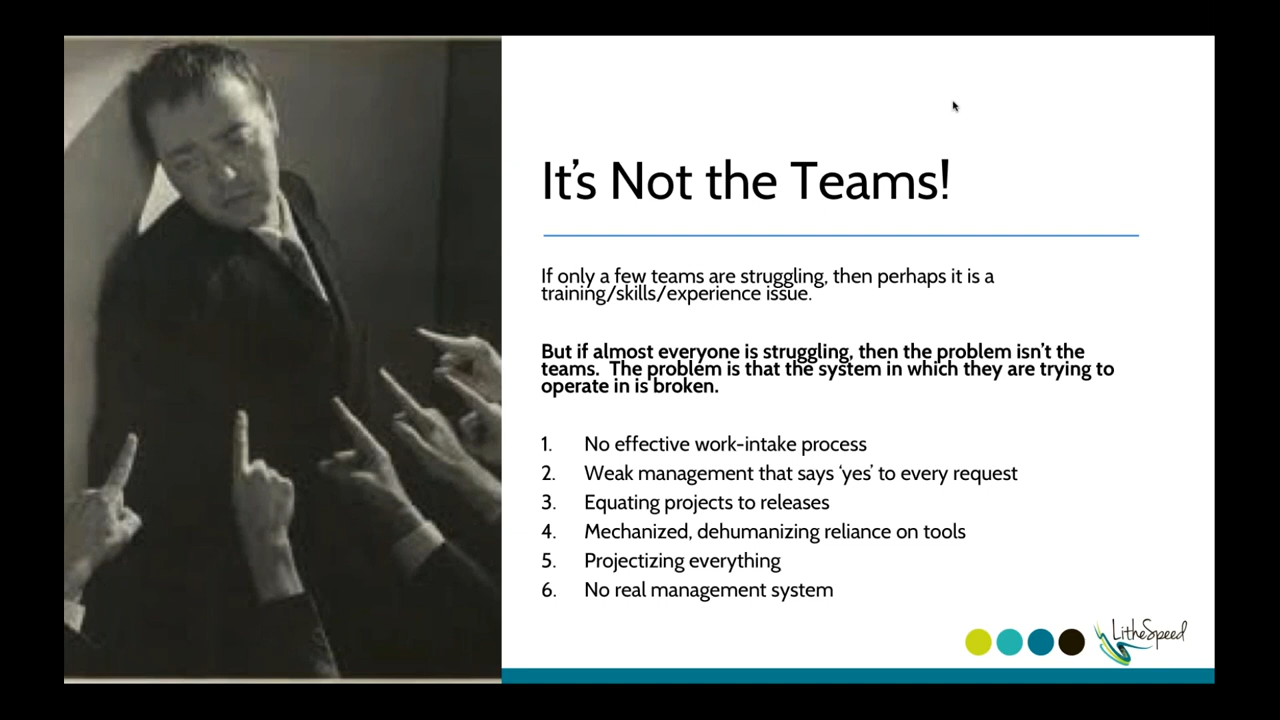 It's Not the Teams!
If only a few teams are struggling, then perhaps it is a
training/skills/experience issue.
But if almost everyone is struggling, then the problem isn't the
teams.  The problem is that the system in which they are trying to
operate in is broken.
1. No effective work-intake process
2. Weak management that says 'yes' to every request
3. Equating projects to releases
4. Mechanized, dehumanizing reliance on tools
5. Projectizing everything
6. No real management system
LitheSpeed